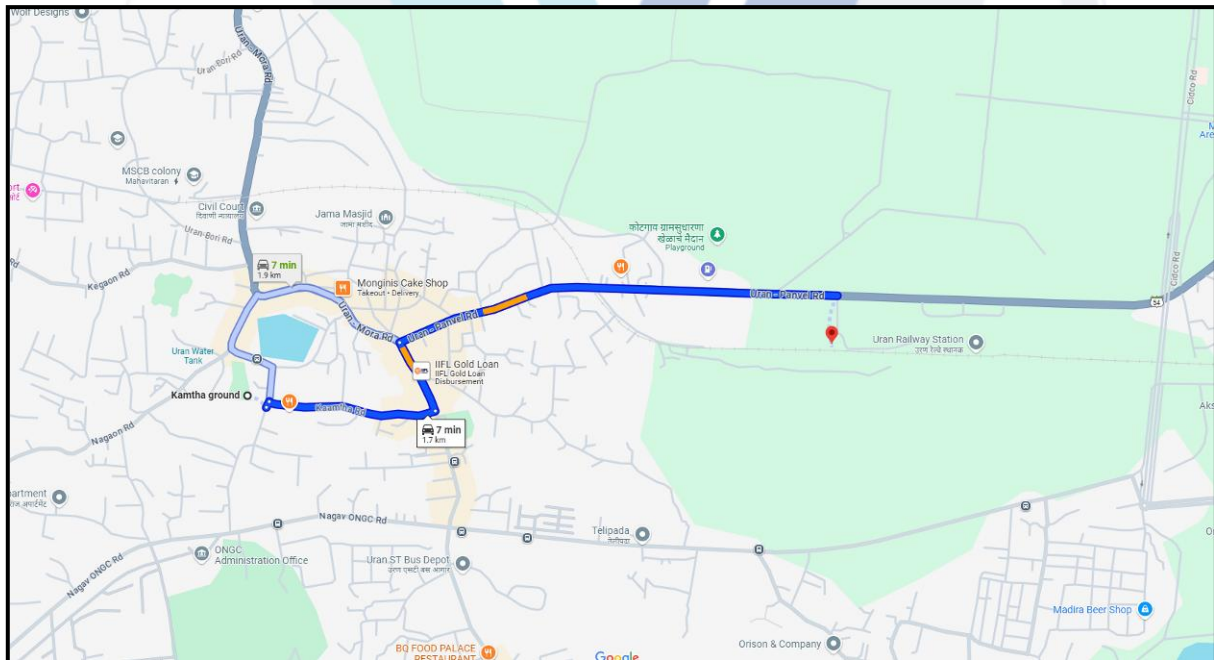 Wolf Designs
Uran-Bori Rd
Uran - Mora Rd
Cidco Rd
MSCB colony
Mahavitaran
Civil Court
दिवाणी न्यायालय
Jama Masjid
जामा मस्जीद
Uran-Bori Rd
कोटगाव ग्रामसुधारणा
खेळाचे मैदान
Playground
7 min
1.9 km
Kegaon Rd
Monginis Cake Shop
Takeout • Delivery
Uran - Mora Rd
Uran - Panvel Rd
Uran - Panvel Rd
54
Cidco Rd
Uran Water
Tank
Uran Railway Station
उरण रेल्वे स्थानक
IIFL Gold Loan
IIFL Gold Loan
Disbursement
Kamtha ground
Kaamtha Rd
7 min
1.7 km
Nagaon Rd
Nagav ONGC Rd
Telipada
तेलीपाडा
ONGC
Administration Office
Uran ST Bus Depot
उरण एसटी बस आगार
Nagav ONGC Rd
Madira Beer Shop
Orison & Company
BQ FOOD PALACE
RESTAURANT
Google